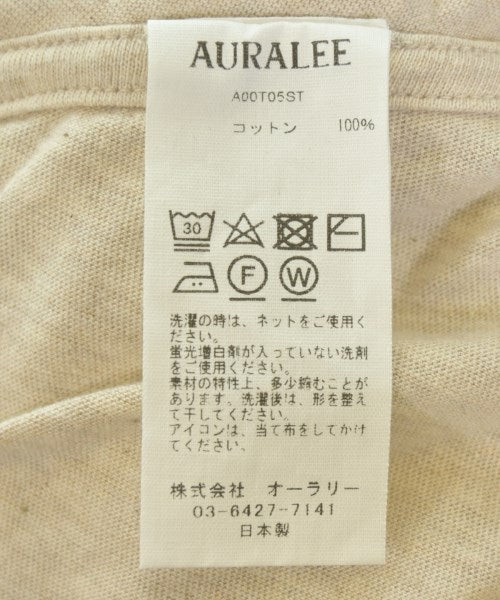 AURALEE
A00T05ST
コットン 100%
30
F W
洗濯の時は、ネットをご使用く
ださい。
蛍光増白剤が入っていない洗剤
をご使用ください。
素材の特性上、多少縮むことが
あります。洗濯後は、形を整え
て干してください。
アイロンは、当て布をしてかけ
てください。
株式会社 オーラリー
03-6427-7141
日本製